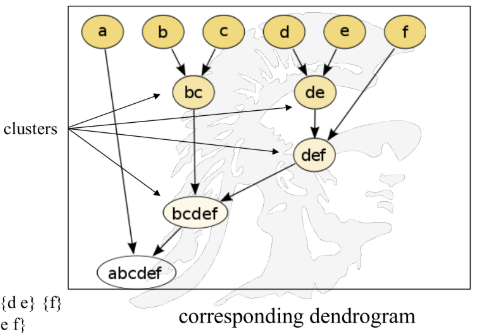 a b c d e f
bc de
clusters
def
bcdef
abcdef
{d e} {f}
e f}
corresponding dendrogram